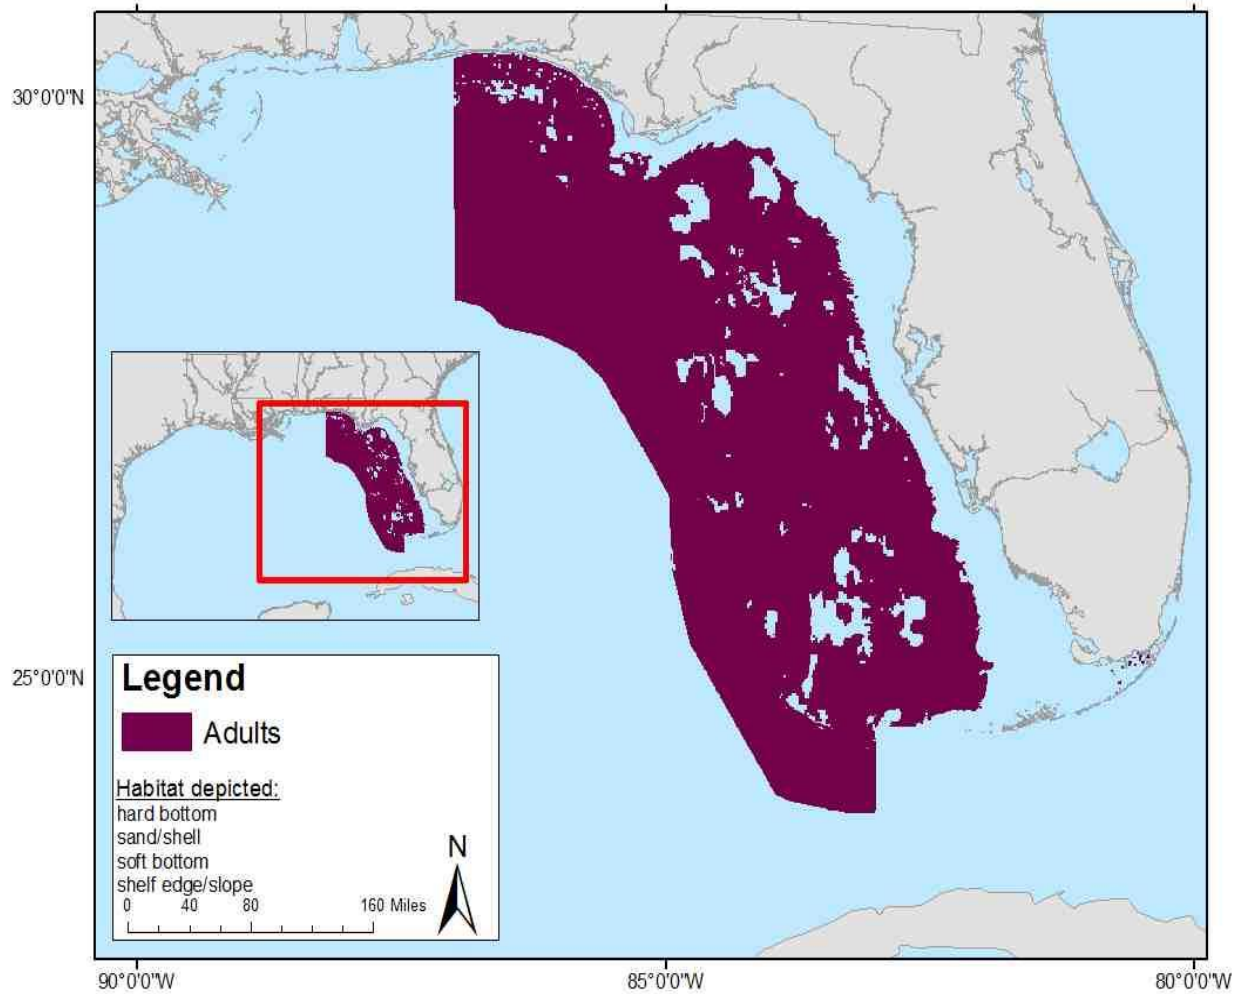 30°0'0"N
25°0'0"N
Legend
Adults
Habitat depicted:
hard bottom
sand/shell
soft bottom
shelf edge/slope
0 40 80 160 Miles
N
90°0'0"W 85°0'0"W 80°0'0"W